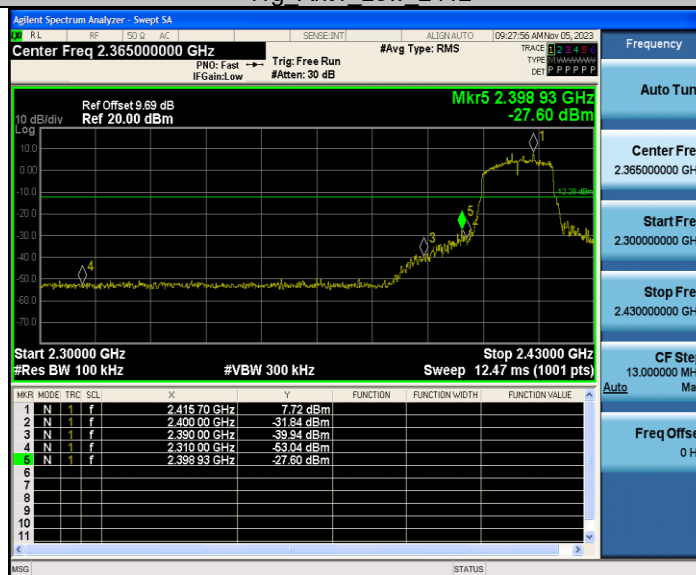 Agilent Spectrum Analyzer - Swept SA
RL RF 50 Ω AC SENSE:INT ALIGN AUTO 09:27:56 AM Nov 05, 2023
Center Freq 2.365000000 GHz #Avg Type: RMS TRACE 1 2 3 4 5 6
PNO: Fast Trig: Free Run TYPE M
IFGain:Low #Atten: 30 dB DET P P P P P P
Frequency
Auto Tun
Mkr5 2.398 93 GHz
-27.60 dBm
Ref Offset 9.69 dB
10 dB/div Ref 20.00 dBm
Log
10.0
0.00
-10.0
-20.0
-30.0
-40.0
-50.0
-60.0
-70.0
1
5
2
3
4
-12.28 dBm
Center Fre
2.365000000 GH
Start Fre
2.300000000 GH
Stop Fre
2.430000000 GH
CF Ste
13.000000 MH
Auto Ma
Freq Offse
0 H
Start 2.30000 GHz Stop 2.43000 GHz
#Res BW 100 kHz #VBW 300 kHz Sweep 12.47 ms (1001 pts)
MKR MODE TRC SCL X Y FUNCTION FUNCTION WIDTH FUNCTION VALUE
1 N 1 f 2.415 70 GHz 7.72 dBm
2 N 1 f 2.400 00 GHz -31.84 dBm
3 N 1 f 2.390 00 GHz -39.94 dBm
4 N 1 f 2.310 00 GHz -53.04 dBm
5 N 1 f 2.398 93 GHz -27.60 dBm
6
7
8
9
10
11
MSG STATUS